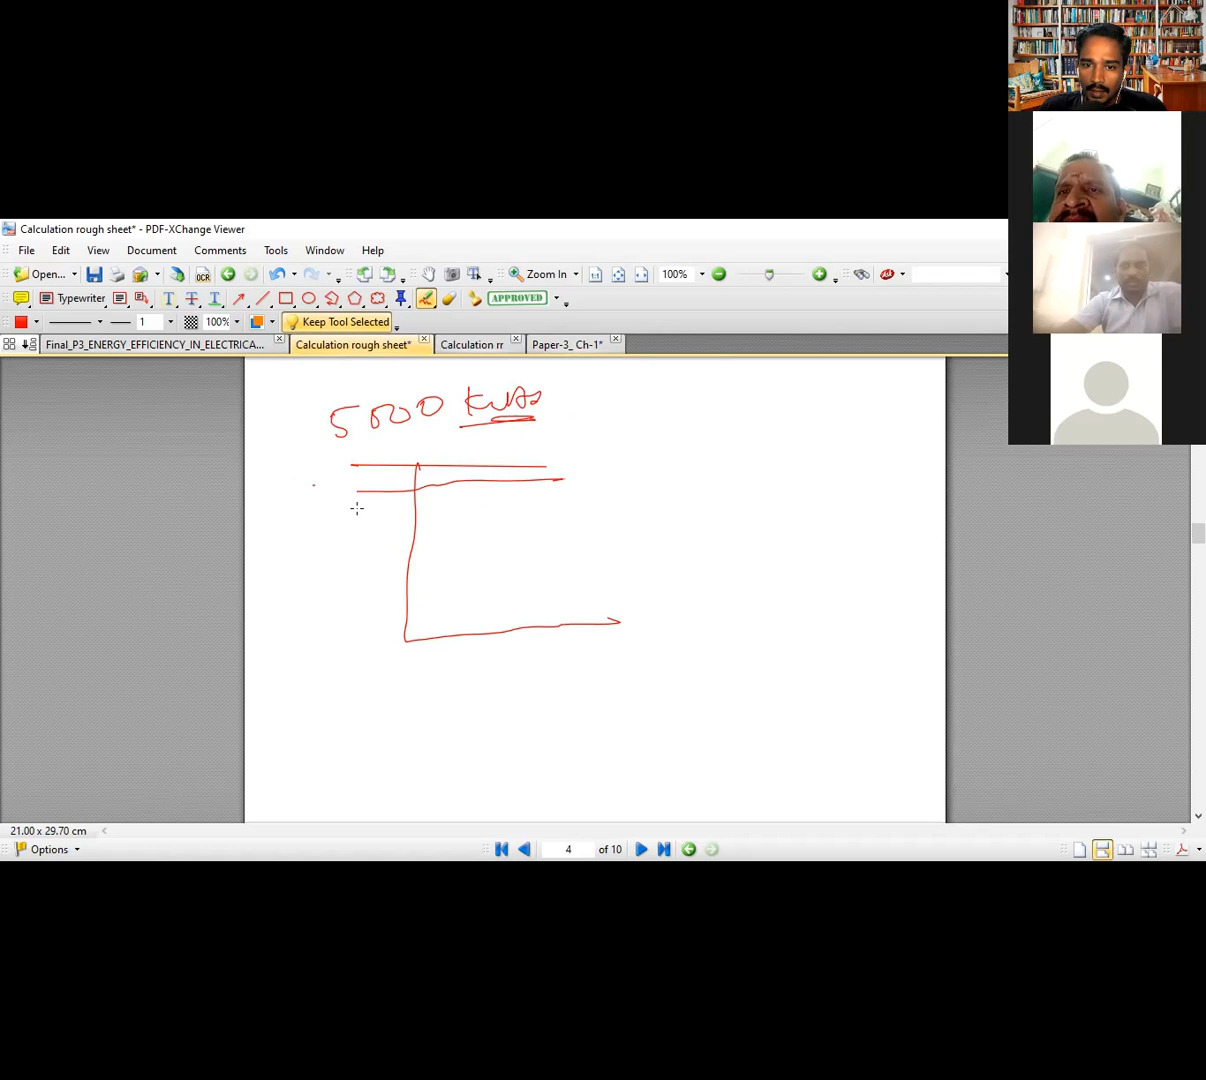 Calculation rough sheet* - PDF-XChange Viewer
File Edit View Document Comments Tools Window Help
Open... OCR Zoom In 100%
Typewriter T T T APPROVED
1 100% Keep Tool Selected
Final_P3_ENERGY_EFFICIENCY_IN_ELECTRICA... Calculation rough sheet* Calculation rr Paper-3_ Ch-1*
5000
21.00 x 29.70 cm
Options 4 of 10